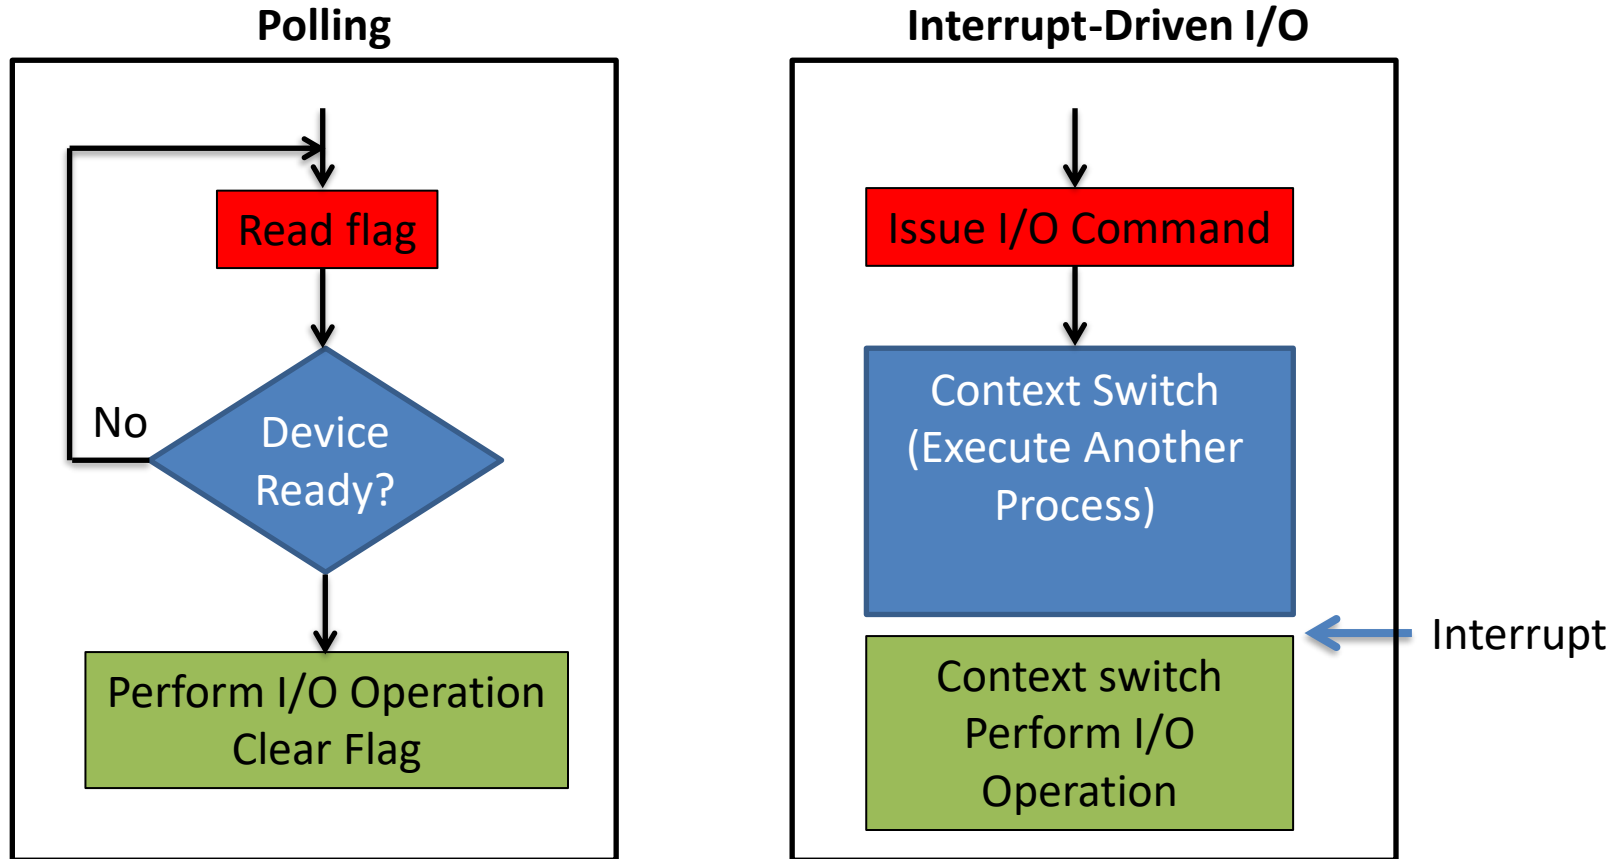 Polling
Read flag
No
Device
Ready?
Perform I/O Operation
Clear Flag
Interrupt-Driven I/O
Issue I/O Command
Context Switch
(Execute Another
Process)
Interrupt
Context switch
Perform I/O
Operation